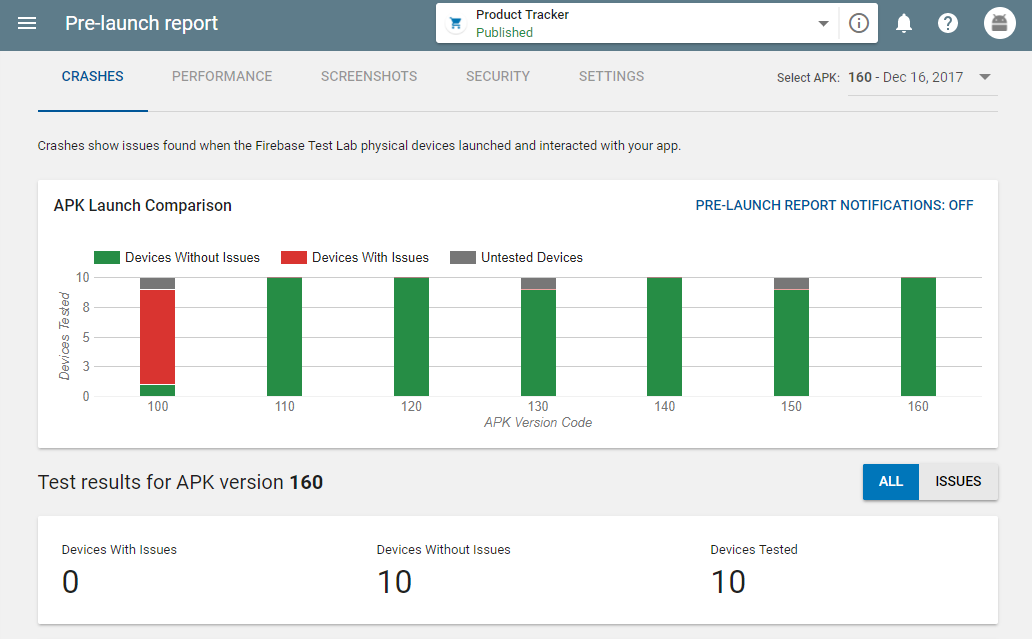 Pre-launch report
Product Tracker
Published
CRASHES PERFORMANCE SCREENSHOTS SECURITY SETTINGS Select APK: 160 - Dec 16, 2017
Crashes show issues found when the Firebase Test Lab physical devices launched and interacted with your app.
APK Launch Comparison PRE-LAUNCH REPORT NOTIFICATIONS: OFF
Devices Without Issues Devices With Issues Untested Devices
Devices Tested
10
8
5
3
0
100 110 120 130 140 150 160
APK Version Code
Test results for APK version 160 ALL ISSUES
Devices With Issues Devices Without Issues Devices Tested
0 10 10